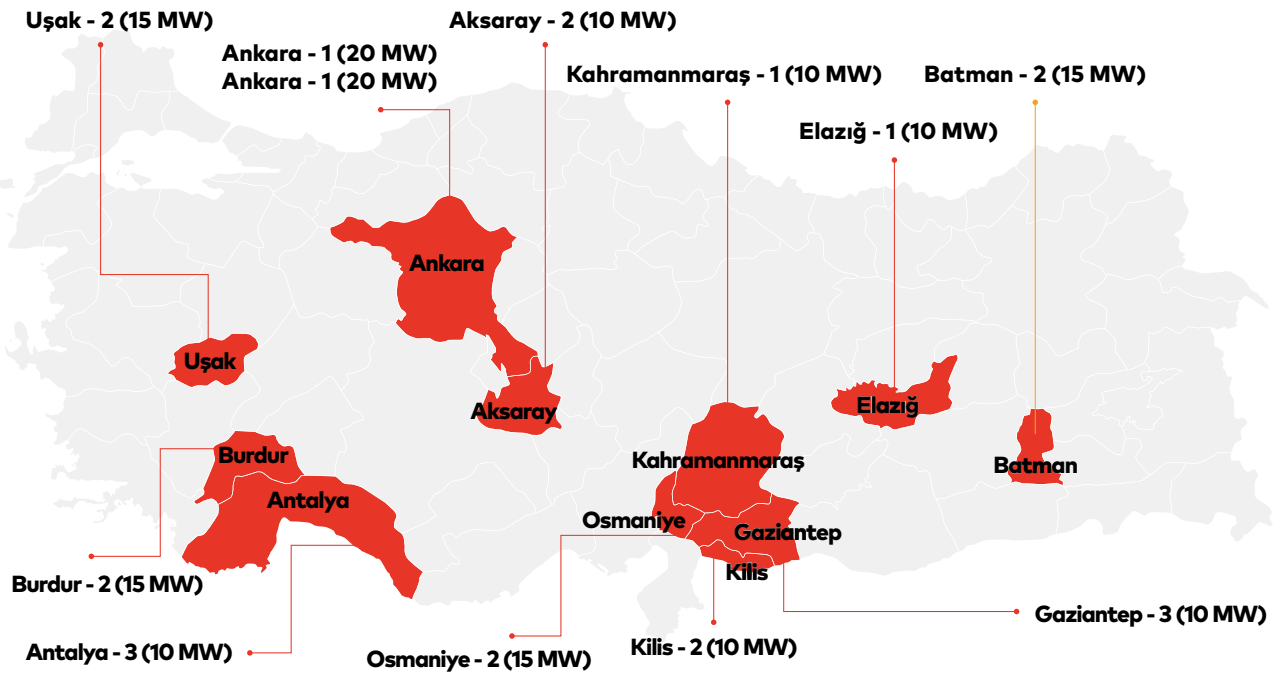 Uşak - 2 (15 MW)
Aksaray - 2 (10 MW)
Ankara - 1 (20 MW)
Ankara - 1 (20 MW)
Kahramanmaraş - 1 (10 MW)
Batman - 2 (15 MW)
Elazığ - 1 (10 MW)
Ankara
Uşak
Aksaray
Elazığ
Burdur
Kahramanmaraş
Batman
Antalya
Osmaniye
Gaziantep
Kilis
Burdur - 2 (15 MW)
Gaziantep - 3 (10 MW)
Antalya - 3 (10 MW)
Osmaniye - 2 (15 MW)
Kilis - 2 (10 MW)